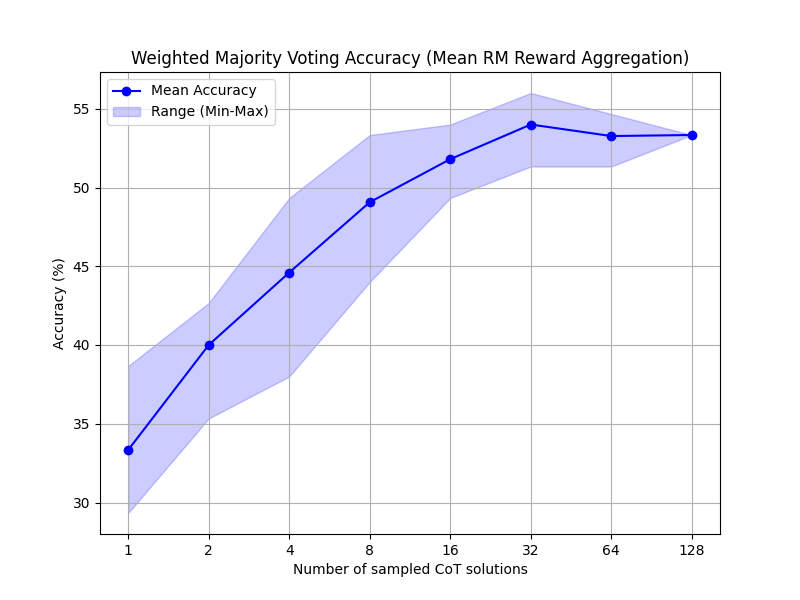 Weighted Majority Voting Accuracy (Mean RM Reward Aggregation)
Mean Accuracy
Range (Min-Max)
55
50
45
40
35
30
Accuracy (%)
1 2 4 8 16 32 64 128
Number of sampled CoT solutions